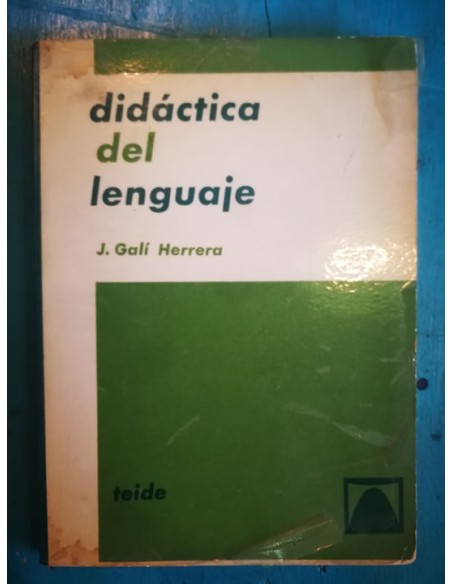 didáctica
del
lenguaje
J. Galí Herrera
teide